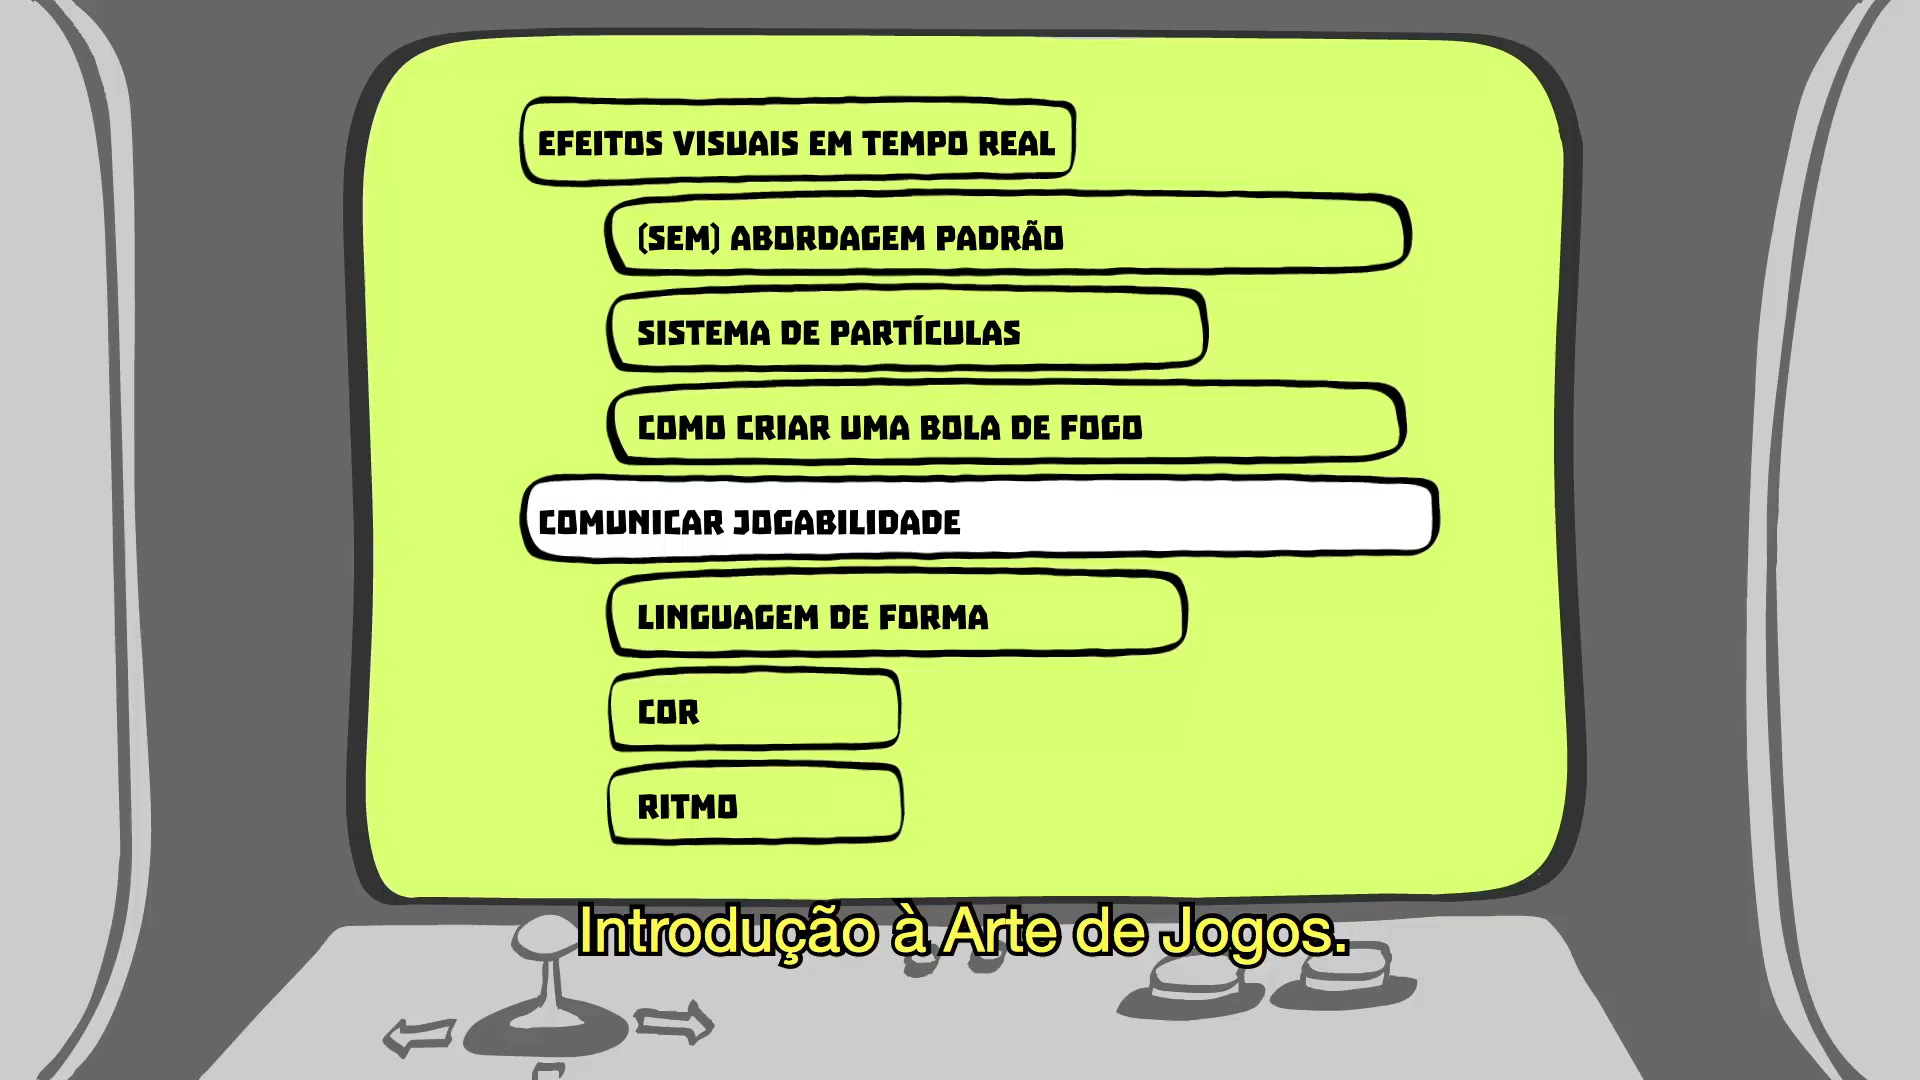 EFEITOS VISUAIS EM TEMPO REAL
(SEM) ABORDAGEM PADRÃO
SISTEMA DE PARTÍCULAS
COMO CRIAR UMA BOLA DE FOGO
COMUNICAR JOGABILIDADE
LINGUAGEM DE FORMA
COR
RITMO
Introdução à Arte de Jogos.